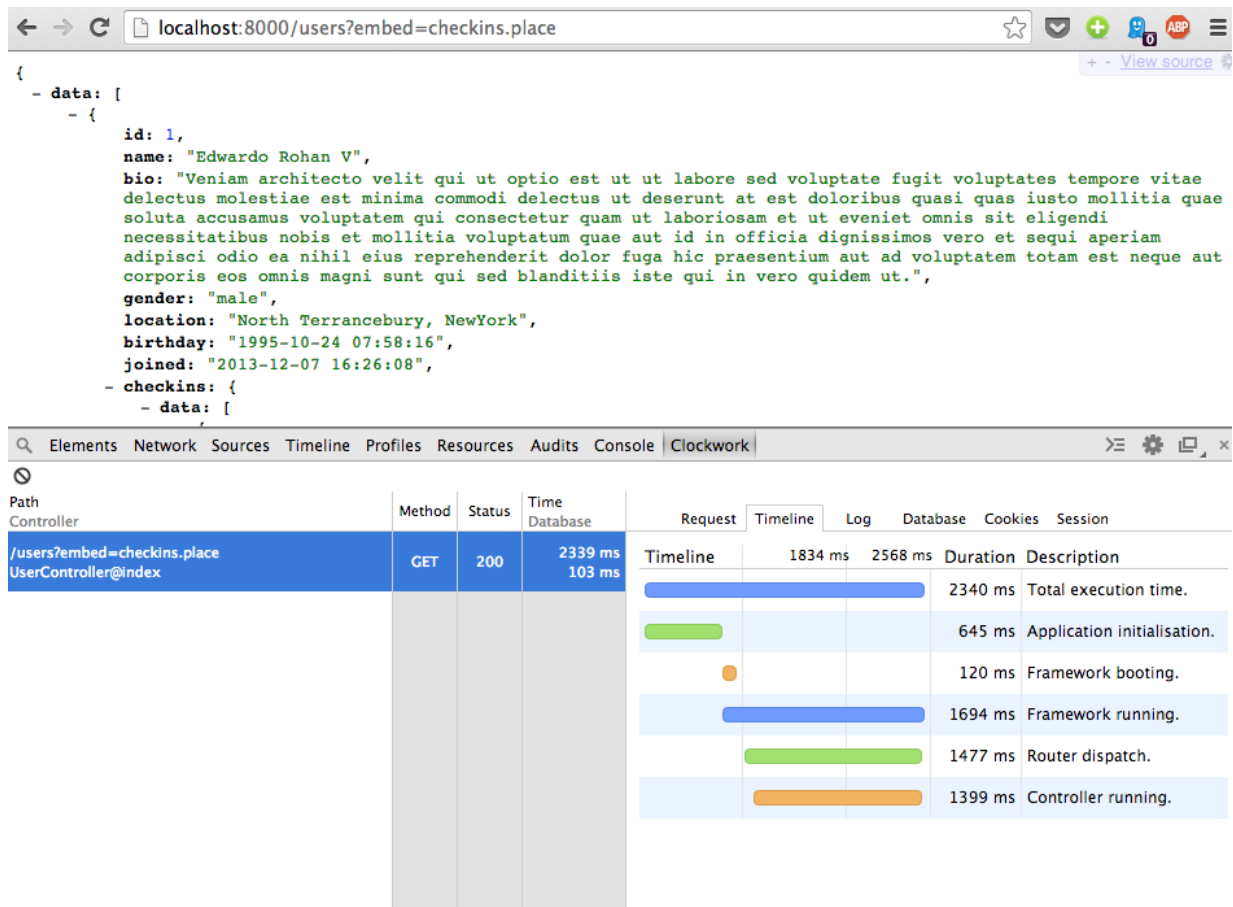 localhost:8000/users?embed=checkins.place
0
ABP
+ - View source
{
- data: [
- {
id: 1,
name: "Edwardo Rohan V",
bio: "Veniam architecto velit qui ut optio est ut ut labore sed voluptate fugit voluptates tempore vitae
delectus molestiae est minima commodi delectus ut deserunt at est doloribus quasi quas iusto mollitia quae
soluta accusamus voluptatem qui consectetur quam ut laboriosam et ut eveniet omnis sit eligendi
necessitatibus nobis et mollitia voluptatum quae aut id in officia dignissimos vero et sequi aperiam
adipisci odio ea nihil eius reprehenderit dolor fuga hic praesentium aut ad voluptatem totam est neque aut
corporis eos omnis magni sunt qui sed blanditiis iste qui in vero quidem ut.",
gender: "male",
location: "North Terrancebury, NewYork",
birthday: "1995-10-24 07:58:16",
joined: "2013-12-07 16:26:08",
- checkins: {
- data: [
Elements Network Sources Timeline Profiles Resources Audits Console Clockwork
Path
Controller
Method
Status
Time
Database
/users?embed=checkins.place
UserController@index
GET
200
2339 ms
103 ms
Request Timeline Log Database Cookies Session
Timeline 1834 ms 2568 ms Duration Description
2340 ms Total execution time.
645 ms Application initialisation.
120 ms Framework booting.
1694 ms Framework running.
1477 ms Router dispatch.
1399 ms Controller running.